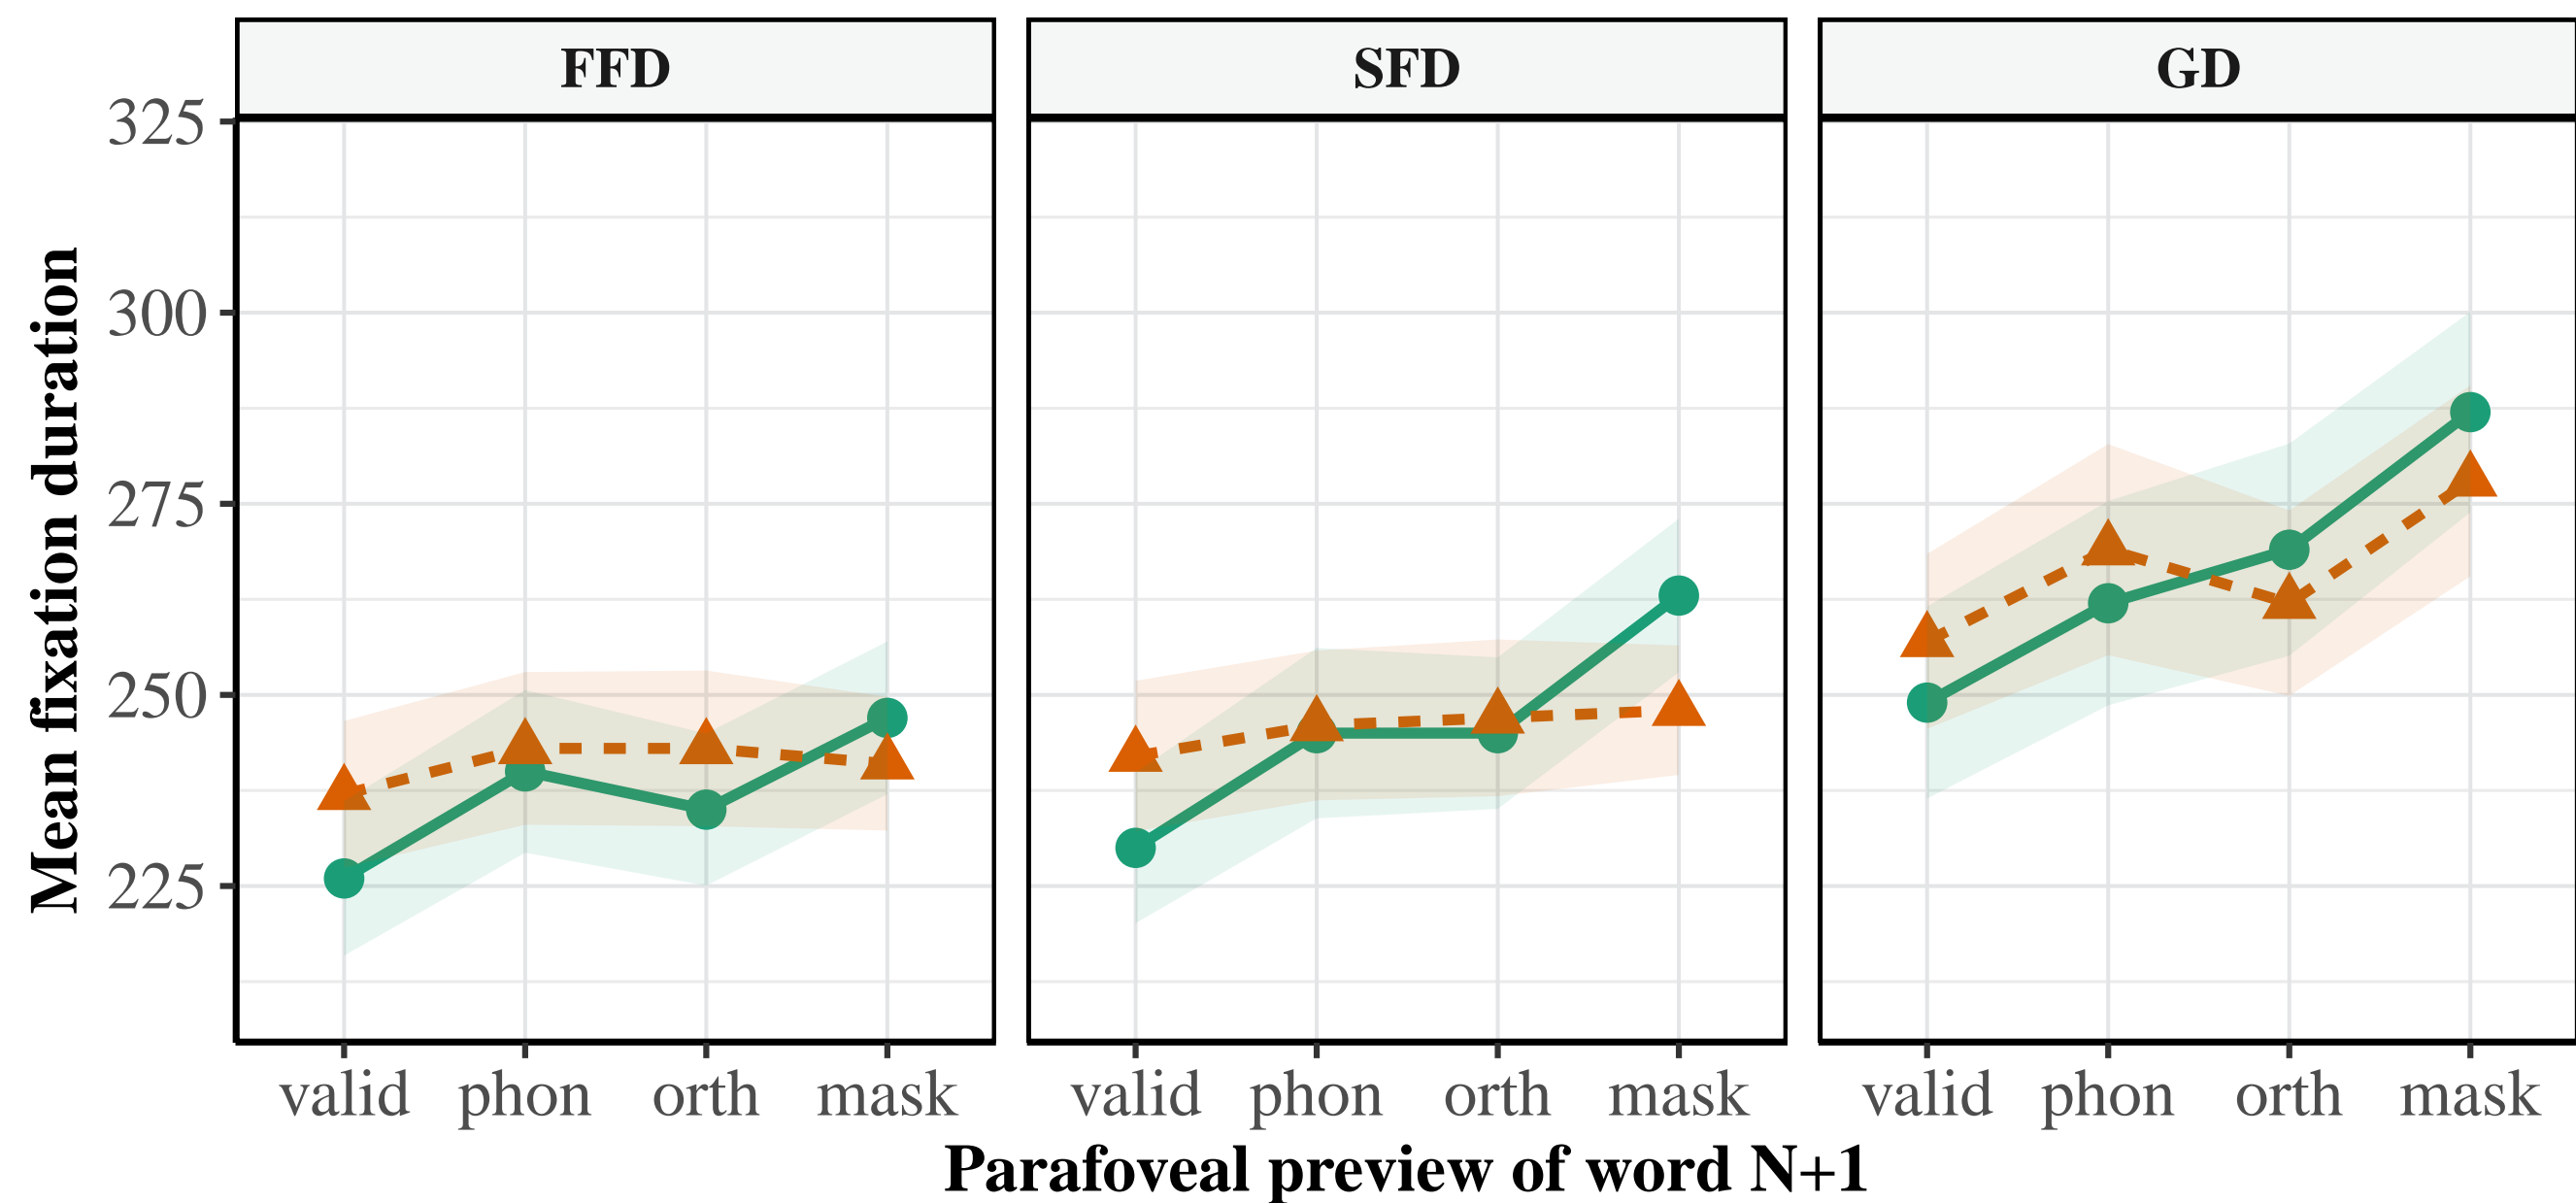 FFD SFD GD
Mean fixation duration
325
300
275
250
225
valid phon orth mask valid phon orth mask valid phon orth mask
Parafoveal preview of word N+1